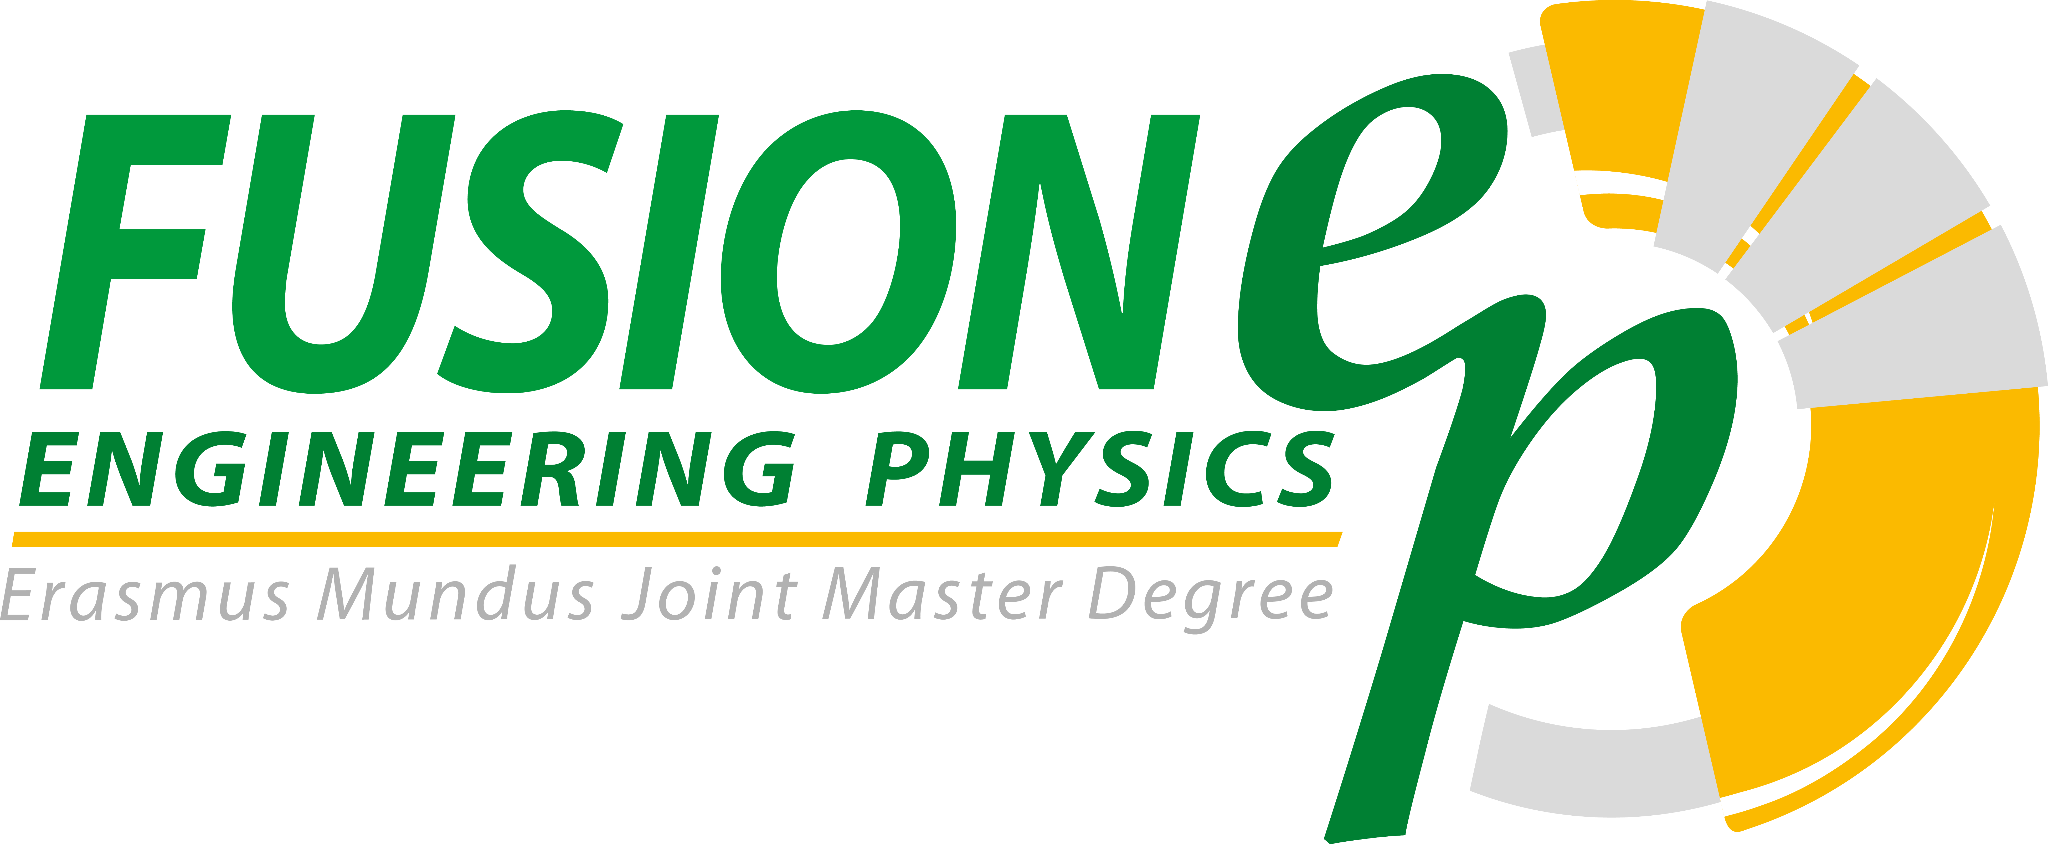 FUSION ep
ENGINEERING PHYSICS
Erasmus Mundus Joint Master Degree